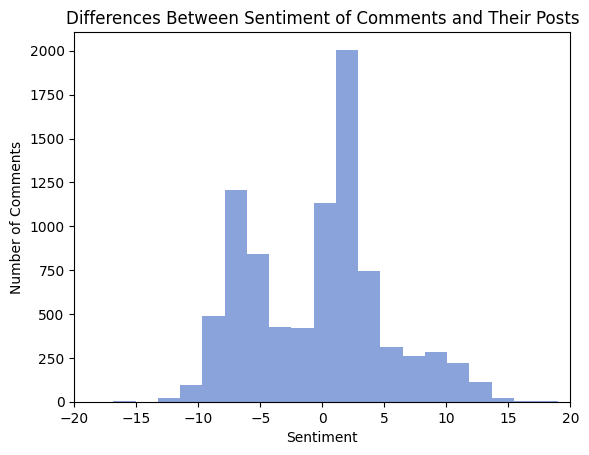 Differences Between Sentiment of Comments and Their Posts
2000
1750
1500
1250
1000
750
500
250
0
Number of Comments
−20 −15 −10 −5 0 5 10 15 20
Sentiment